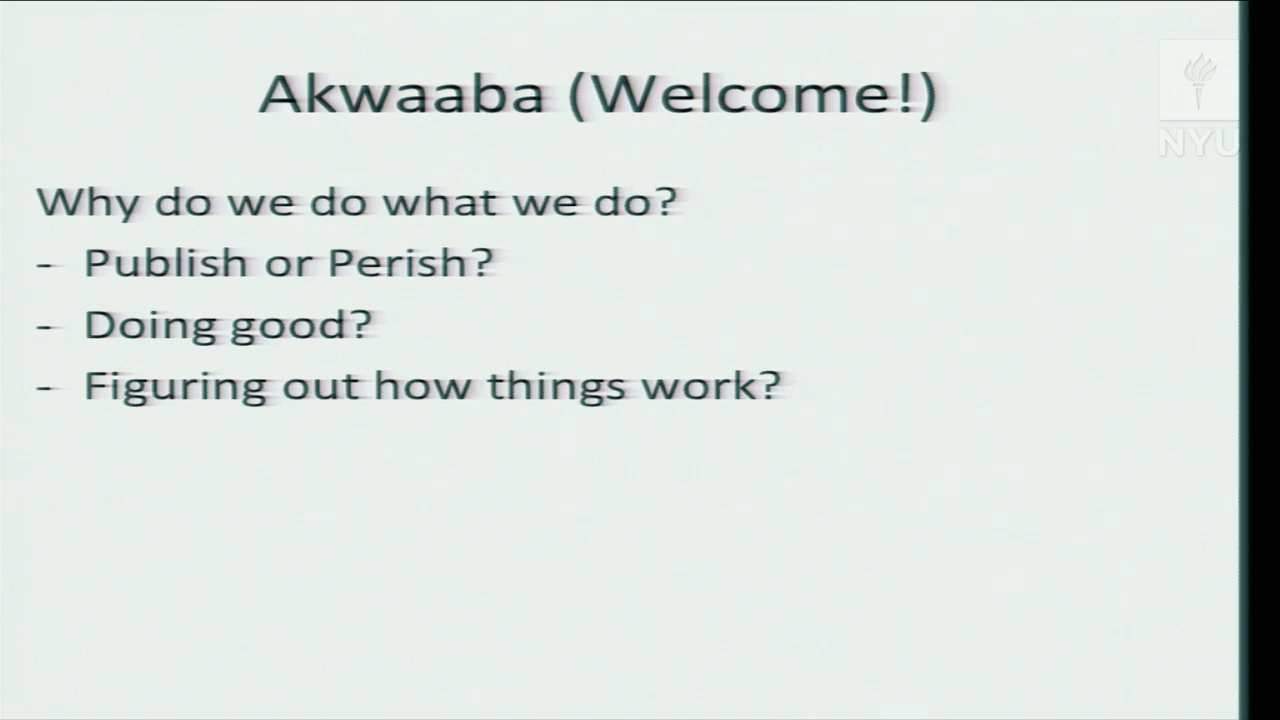 Akwaaba (Welcome!)
NYU
Why do we do what we do?
- Publish or Perish?
- Doing good?
- Figuring out how things work?